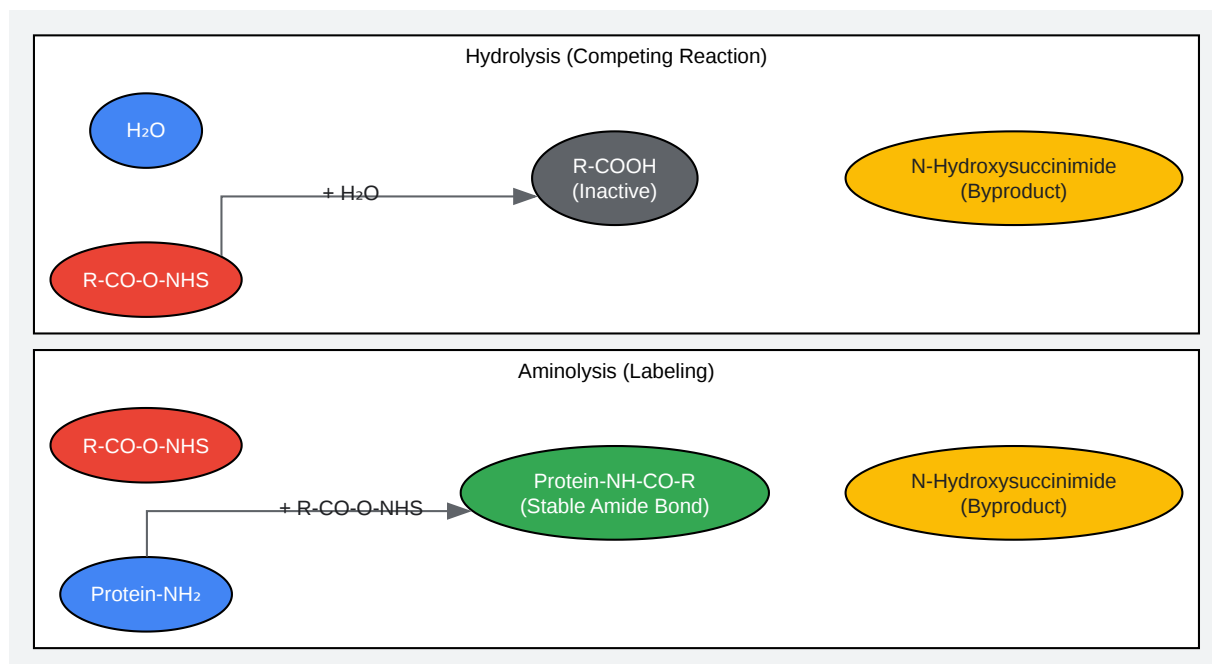 Hydrolysis (Competing Reaction)
H₂O
R-COOH
(Inactive)
N-Hydroxysuccinimide
(Byproduct)
+ H₂O
R-CO-O-NHS
Aminolysis (Labeling)
R-CO-O-NHS
Protein-NH-CO-R
(Stable Amide Bond)
N-Hydroxysuccinimide
(Byproduct)
+ R-CO-O-NHS
Protein-NH₂